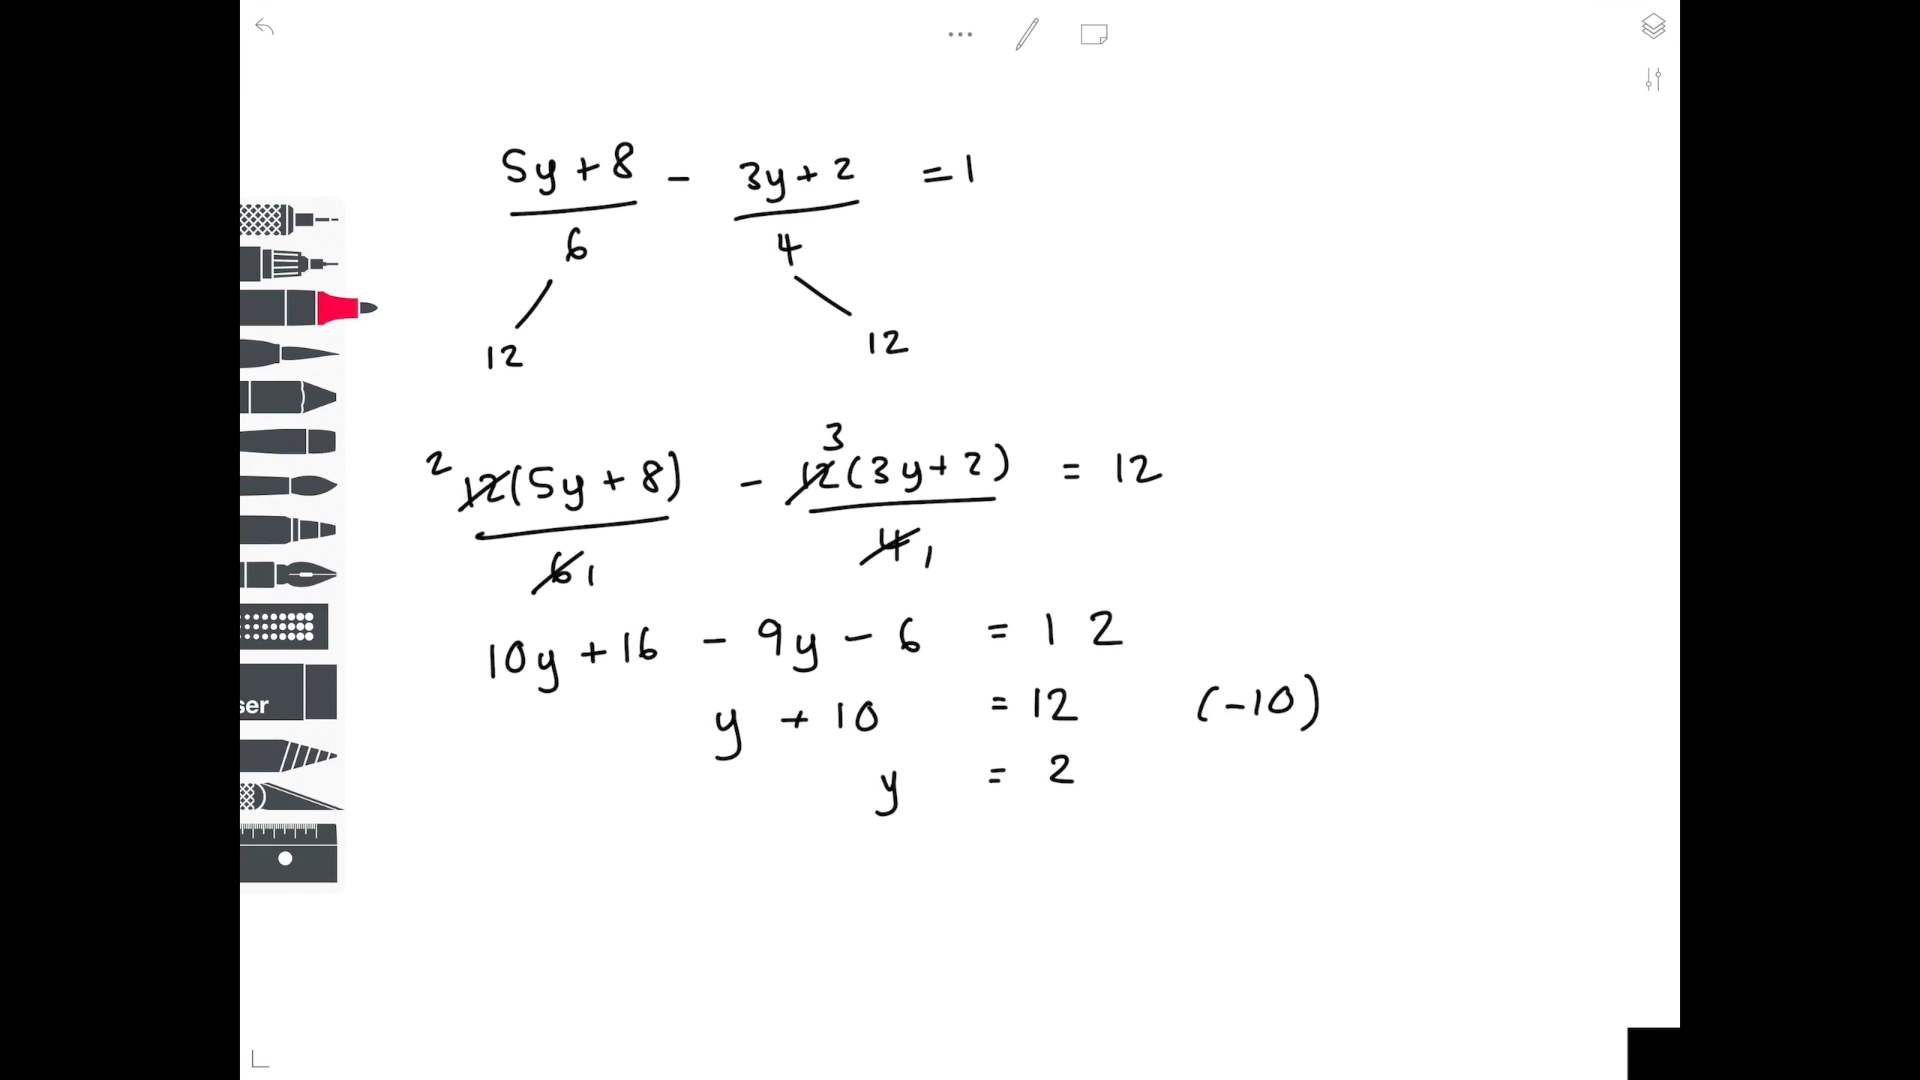 5y + 8 - 3y + 2 = 1
6 4
12 12
2 3
12(5y + 8) - 12(3y + 2) = 12
6 1 4 1
10y + 16 - 9y - 6 = 12
y + 10 = 12 (-10)
y = 2
ser